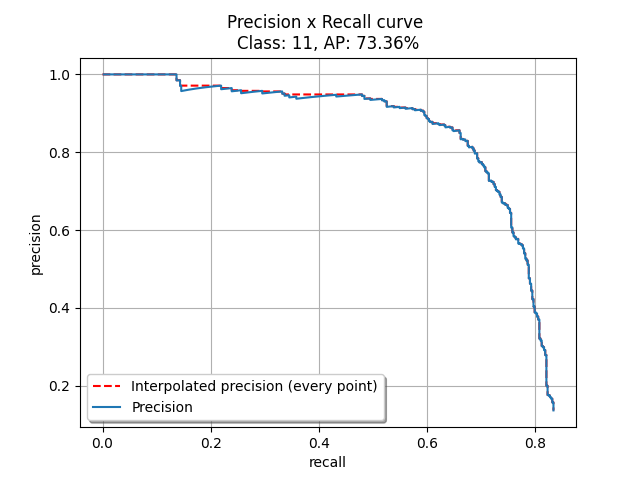 Precision x Recall curve
Class: 11, AP: 73.36%
1.0
0.8
0.6
0.4
0.2
precision
Interpolated precision (every point)
Precision
0.0 0.2 0.4 0.6 0.8
recall